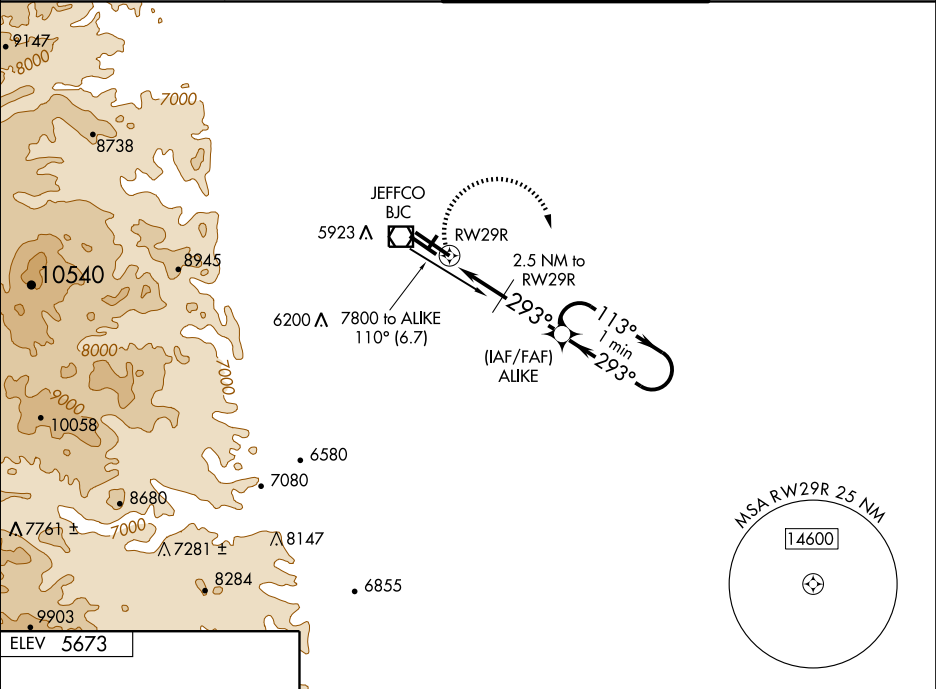 9147
8000
7000
8738
JEFFCO
BJC
5923
RW29R
8945
10540
2.5 NM to
RW29R
293°
113°
1 min
293°
6200
7800 to ALIKE
110° (6.7)
(IAF/FAF)
ALIKE
8000
7000
9000
10058
6580
7080
8680
7761 ±
7000
7281 ±
8147
8284
6855
9903
MSA RW29R 25 NM
14600
ELEV 5673